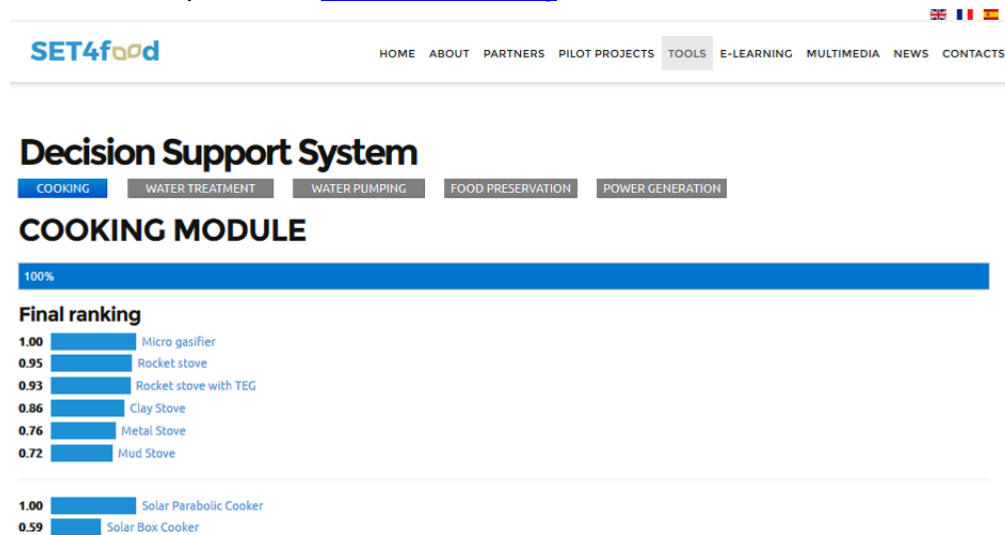 SET4food
HOME ABOUT PARTNERS PILOT PROJECTS TOOLS E-LEARNING MULTIMEDIA NEWS CONTACTS
Decision Support System
COOKING WATER TREATMENT WATER PUMPING FOOD PRESERVATION POWER GENERATION
COOKING MODULE
100%
Final ranking
1.00 Micro gasifier
0.95 Rocket stove
0.93 Rocket stove with TEG
0.86 Clay Stove
0.76 Metal Stove
0.72 Mud Stove
1.00 Solar Parabolic Cooker
0.59 Solar Box Cooker